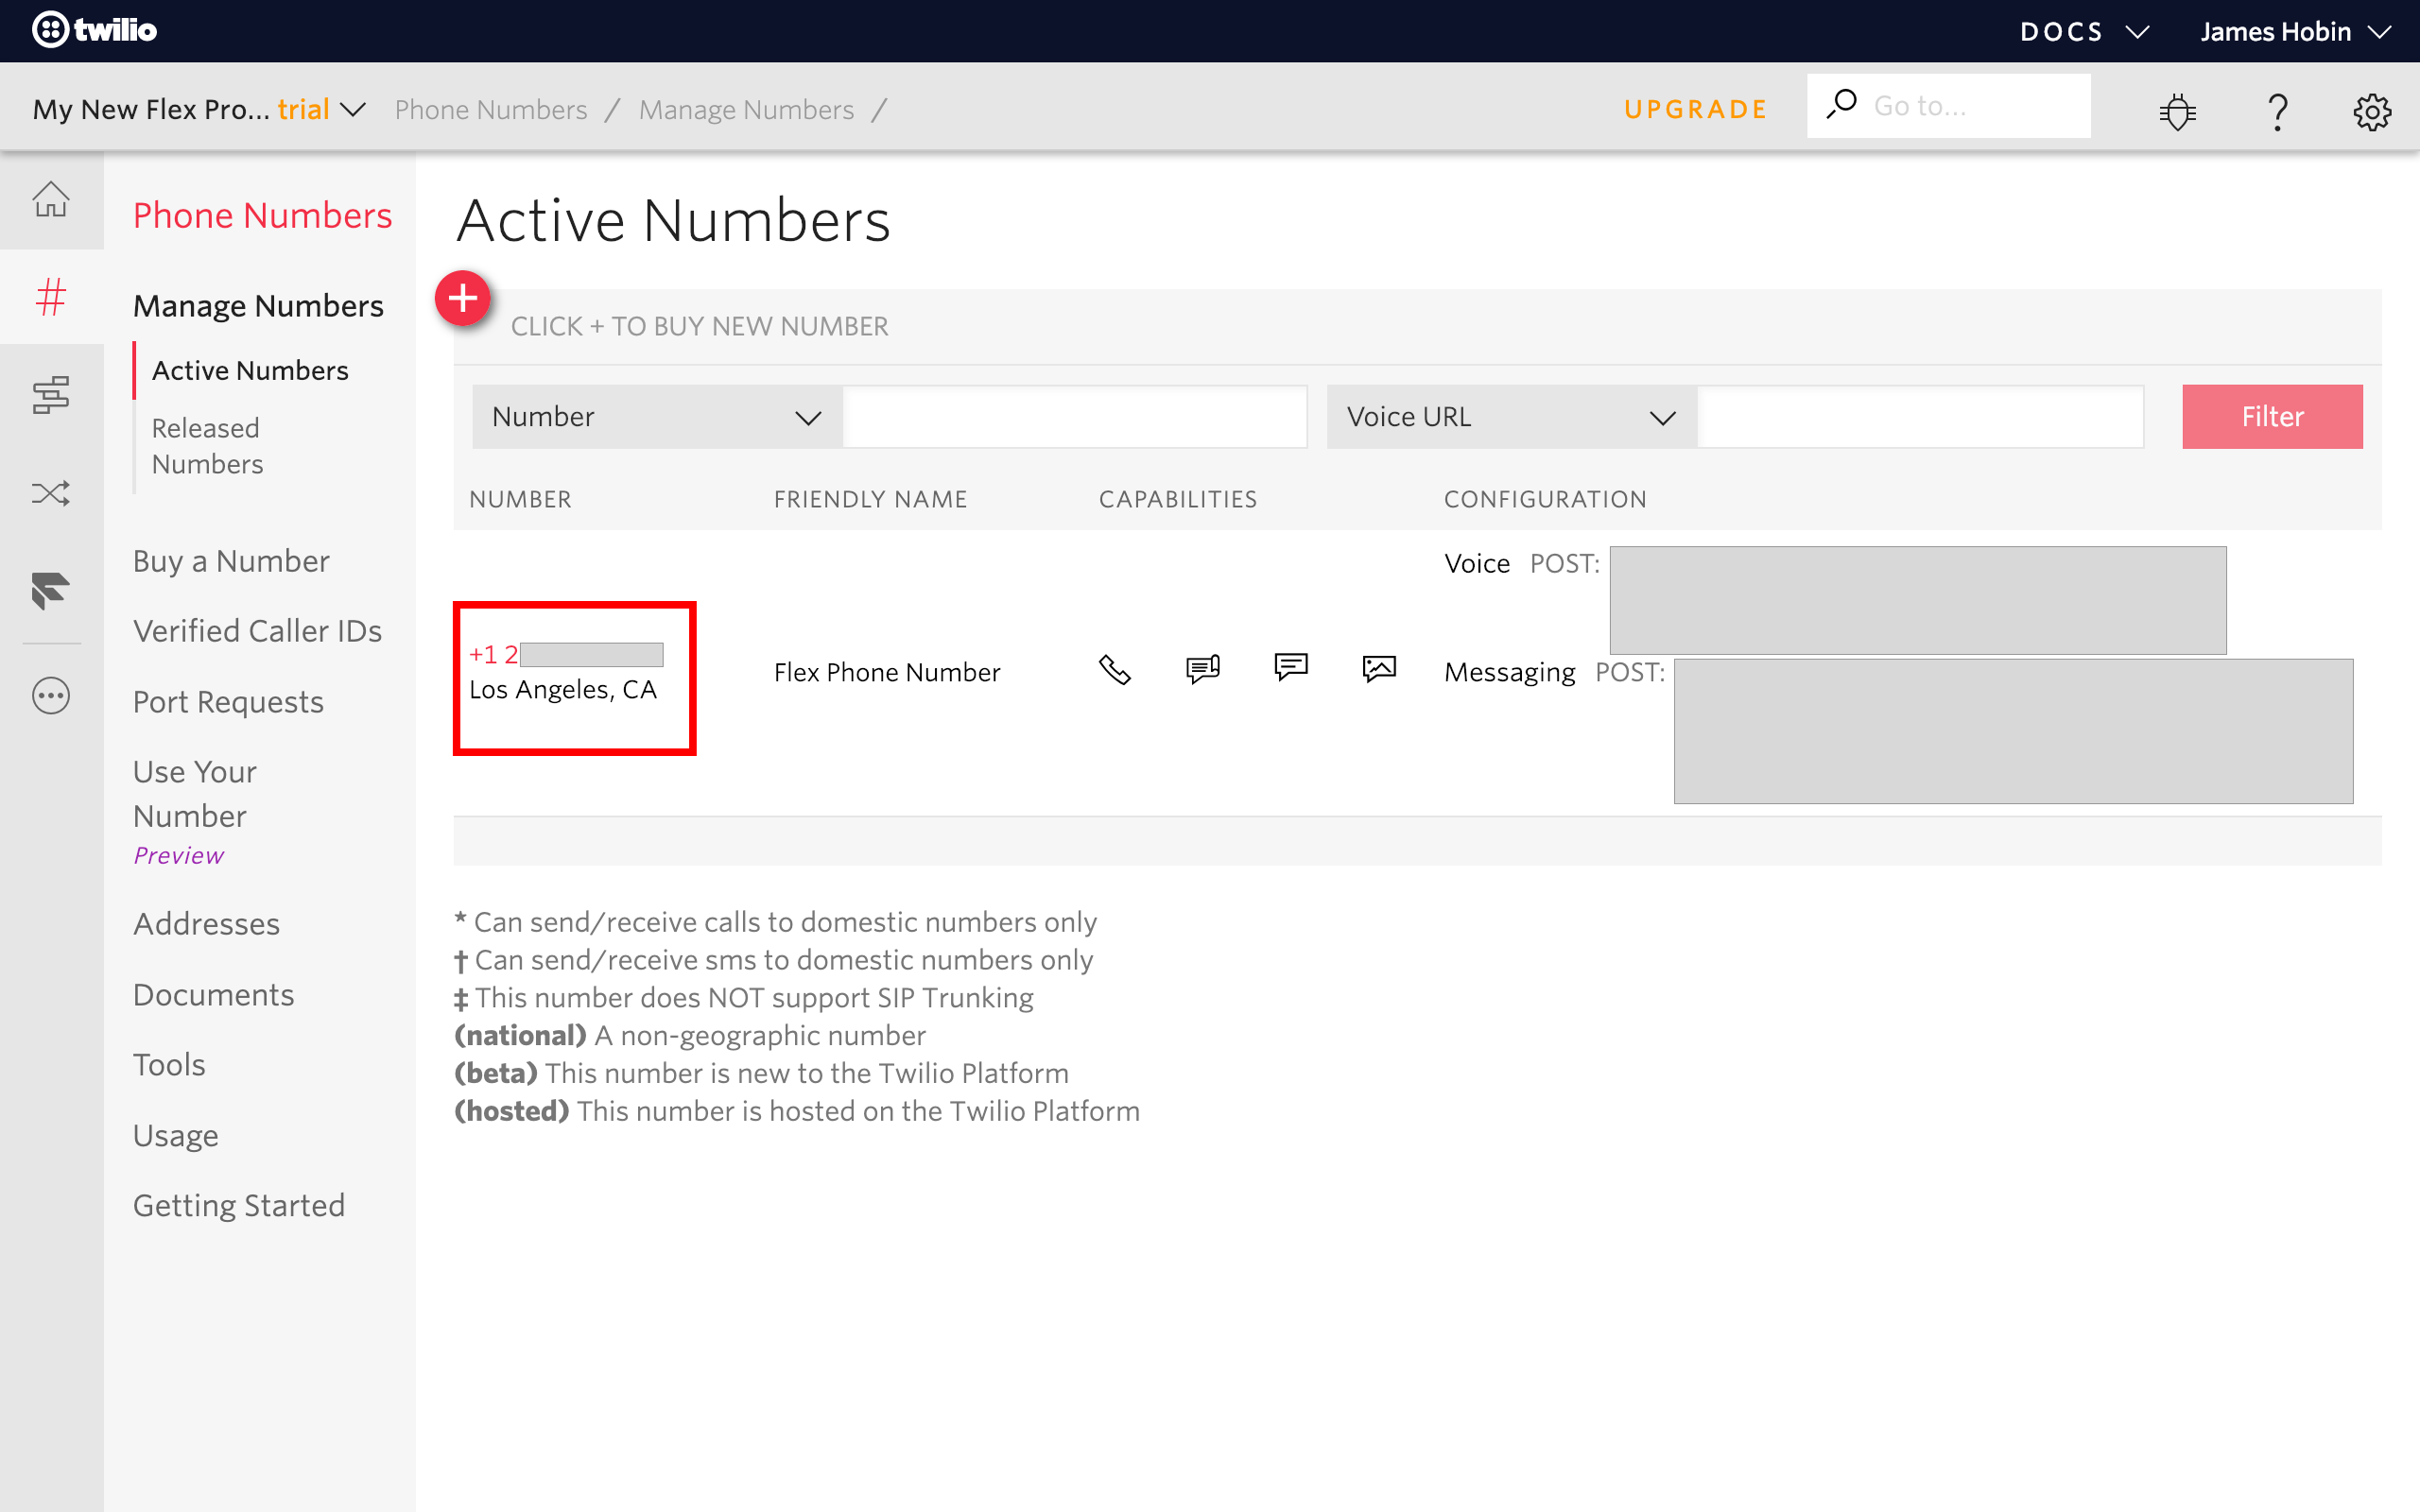 twilio
DOCS
James Hobin
My New Flex Pro... trial
Phone Numbers / Manage Numbers /
UPGRADE
Go to...
Phone Numbers
Manage Numbers
Active Numbers
Released
Numbers
Buy a Number
Verified Caller IDs
Port Requests
Use Your
Number
Preview
Addresses
Documents
Tools
Usage
Getting Started
Active Numbers
CLICK + TO BUY NEW NUMBER
Number
Voice URL
Filter
NUMBER
FRIENDLY NAME
CAPABILITIES
CONFIGURATION
+1 2
Los Angeles, CA
Flex Phone Number
Voice POST:
Messaging POST:
* Can send/receive calls to domestic numbers only
† Can send/receive sms to domestic numbers only
‡ This number does NOT support SIP Trunking
(national) A non-geographic number
(beta) This number is new to the Twilio Platform
(hosted) This number is hosted on the Twilio Platform